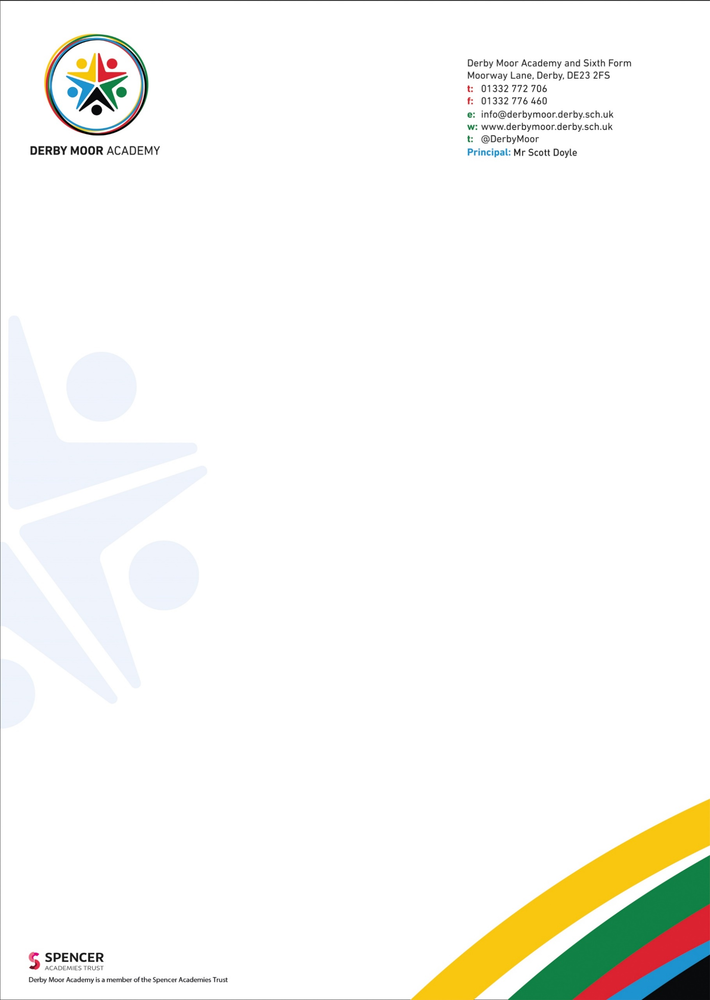 DERBY MOOR ACADEMY
Derby Moor Academy and Sixth Form
Moorway Lane, Derby, DE23 2FS
t: 01332 772 706
f: 01332 776 460
e: info@derbymoor.derby.sch.uk
w: www.derbymoor.derby.sch.uk
t: @DerbyMoor
Principal: Mr Scott Doyle
SPENCER
ACADEMIES TRUST
Derby Moor Academy is a member of the Spencer Academies Trust